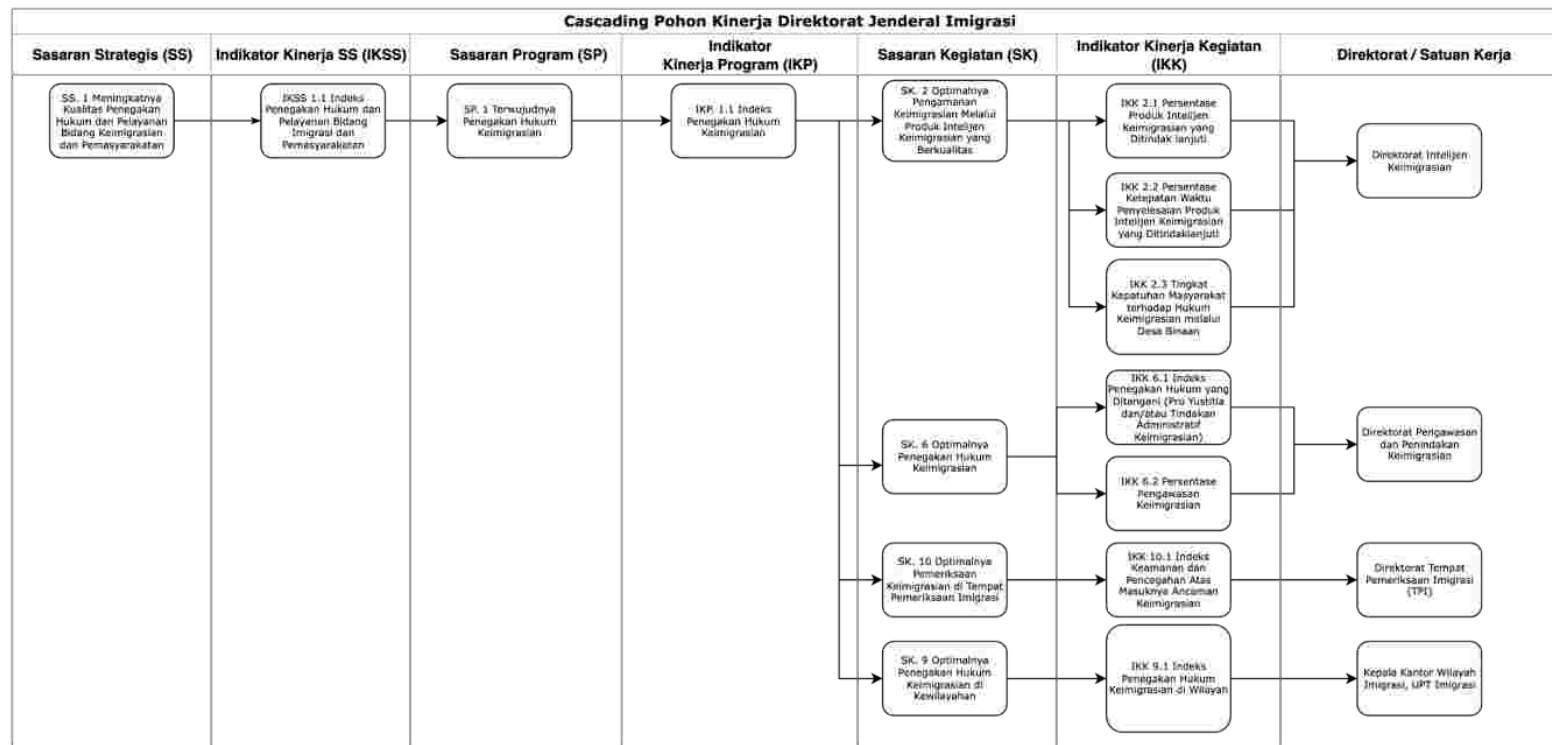 Cascading Pohon Kinerja Direktorat Jenderal Imigrasi
Sasaran Strategis (SS)
Indikator Kinerja SS (IKSS)
Sasaran Program (SP)
Indikator
Kinerja Program (IKP)
Sasaran Kegiatan (SK)
Indikator Kinerja Kegiatan
(IKK)
Direktorat / Satuan Kerja
SS. 1 Meningkatnya
Kualitas Penegakan
Hukum dan Pelayanan
Bidang Keimigrasian
dan Pemasyarakatan
IKSS 1.1 Indeks
Penegakan Hukum dan
Pelayanan Bidang
Imigrasi dan
Pemasyarakatan
SP. 1 Terwujudnya
Penegakan Hukum
Keimigrasian
IKP. 1.1 Indeks
Penegakan Hukum
Keimigrasian
SK. 2 Optimalnya
Pengamanan
Keimigrasian Melalui
Produk Intelijen
Keimigrasian yang
Berkualitas
IKK 2.1 Persentase
Produk Intelijen
Keimigrasian yang
Ditindak lanjuti
IKK 2.2 Persentase
Ketepatan Waktu
Penyelesaian Produk
Intelijen Keimigrasian
yang Ditindaklanjuti
IKK 2.3 Tingkat
Kepatuhan Masyarakat
terhadap Hukum
Keimigrasian melalui
Desa Binaan
Direktorat Intelijen
Keimigrasian
SK. 6 Optimalnya
Penegakan Hukum
Keimigrasian
IKK 6.1 Indeks
Penegakan Hukum yang
Ditangani (Pro Yustitia
dan/atau Tindakan
Administratif
Keimigrasian)
IKK 6.2 Persentase
Pengawasan
Keimigrasian
Direktorat Pengawasan
dan Penindakan
Keimigrasian
SK. 10 Optimalnya
Pemeriksaan
Keimigrasian di Tempat
Pemeriksaan Imigrasi
IKK 10.1 Indeks
Keamanan dan
Pencegahan Atas
Masuknya Ancaman
Keimigrasian
Direktorat Tempat
Pemeriksaan Imigrasi
(TPI)
SK. 9 Optimalnya
Penegakan Hukum
Keimigrasian di
Kewilayahan
IKK 9.1 Indeks
Penegakan Hukum
Keimigrasian di Wilayah
Kepala Kantor Wilayah
Imigrasi, UPT Imigrasi